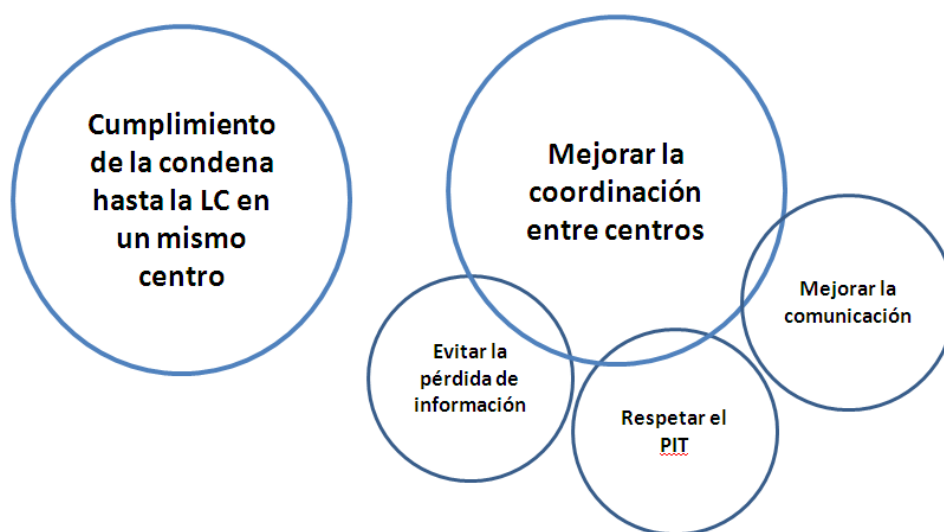 Cumplimiento
de la condena
hasta la LC en
un mismo
centro
Mejorar la
coordinación
entre centros
Evitar la
pérdida de
información
Respetar el
PIT
Mejorar la
comunicación